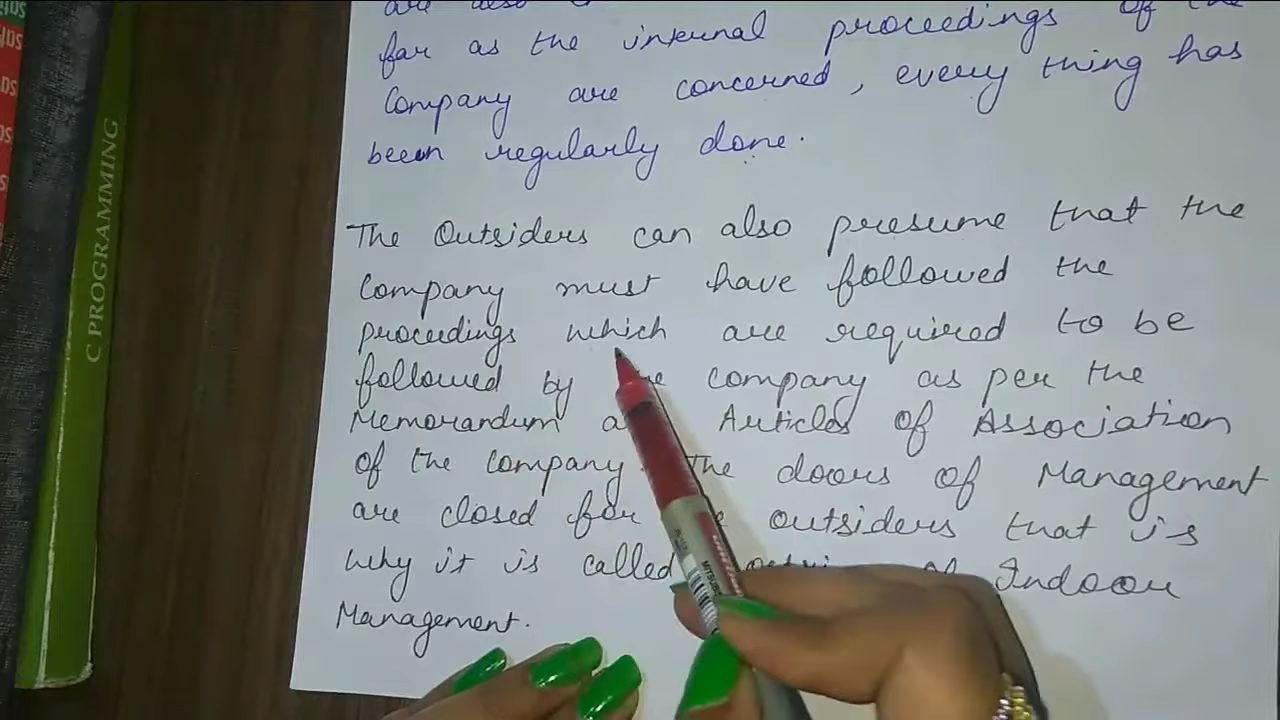 are also
far as the internal proceedings of the
Company are concerned, every thing has
been regularly done.
The Outsiders can also presume that the
Company must have followed the
proceedings which are required to be
followed by company as per the
Memorandum Articles of Association
of the company. The doors of Management
are closed for outsiders that is
why it is called Indoor
Management.
C PROGRAMMING